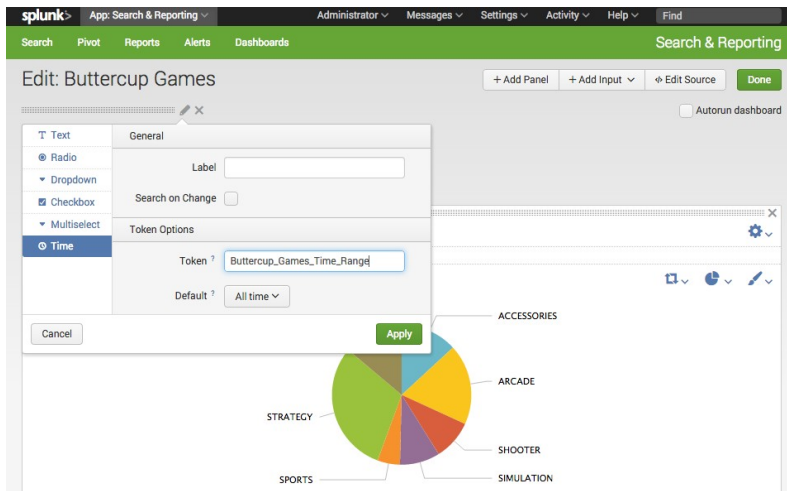 splunk> App: Search & Reporting Administrator Messages Settings Activity Help Find
Search Pivot Reports Alerts Dashboards Search & Reporting
Edit: Buttercup Games + Add Panel + Add Input Edit Source Done
Autorun dashboard
Text
Radio
Dropdown
Checkbox
Multiselect
Time
General
Label
Search on Change
Token Options
Token ? Buttercup_Games_Time_Range
Default ? All time
Cancel Apply
ACCESSORIES
ARCADE
STRATEGY
SHOOTER
SPORTS
SIMULATION